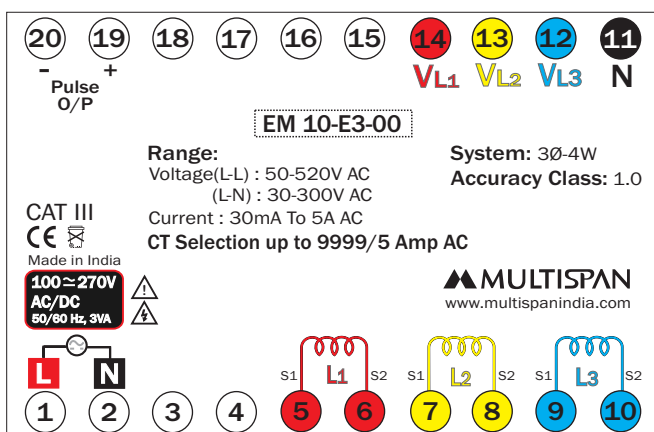 20 19 18 17 16 15 14 13 12 11
- + VL1 VL2 VL3 N
Pulse
O/P
EM 10-E3-00
Range:
Voltage(L-L) : 50-520V AC
(L-N) : 30-300V AC
Current : 30mA To 5A AC
CT Selection up to 9999/5 Amp AC
System: 3Ø-4W
Accuracy Class: 1.0
CAT III
CE
Made in India
100≂270V
AC/DC
50/60 Hz, 3VA
MULTISPAN
www.multispanindia.com
L N
S1 L1 S2 S1 L2 S2 S1 L3 S2
1 2 3 4 5 6 7 8 9 10